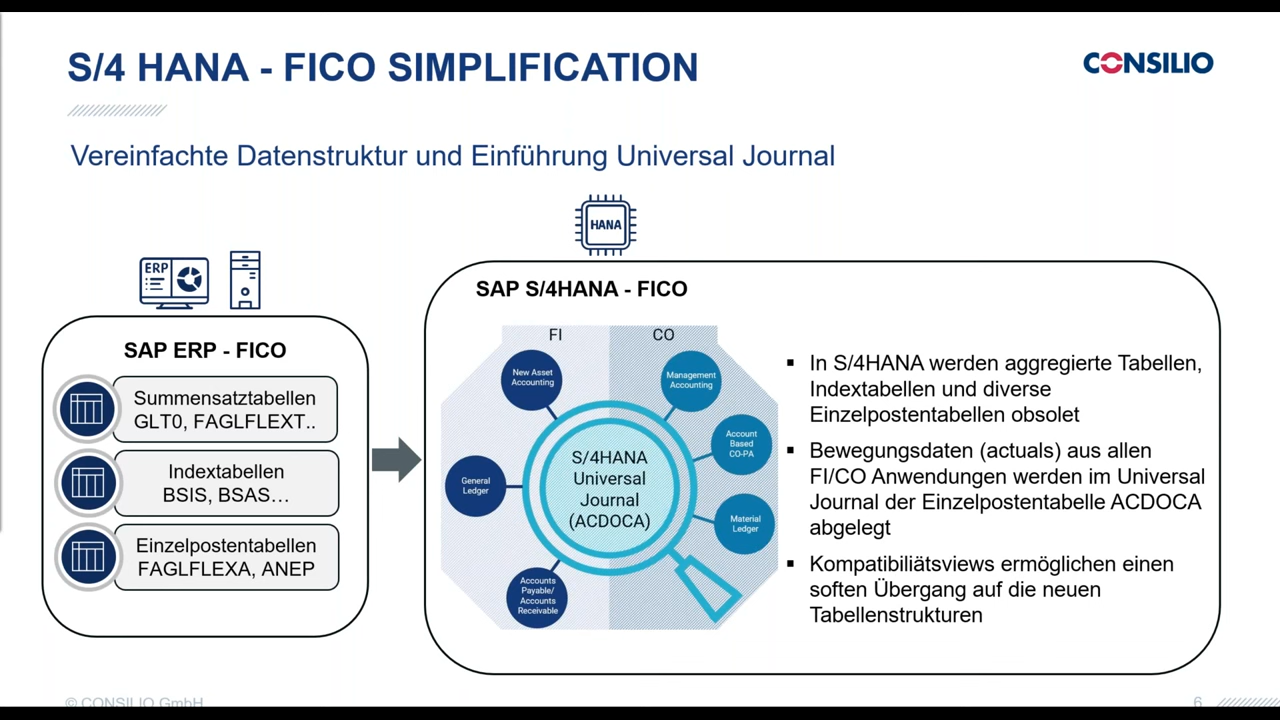 S/4 HANA - FICO SIMPLIFICATION
CONSILIO
Vereinfachte Datenstruktur und Einführung Universal Journal
HANA
ERP
SAP ERP - FICO
Summensatztabellen
GLT0, FAGLFLEXT..
Indextabellen
BSIS, BSAS...
Einzelpostentabellen
FAGLFLEXA, ANEP
SAP S/4HANA - FICO
FI
CO
New Asset
Accounting
Management
Accounting
Account
Based
CO-PA
General
Ledger
S/4HANA
Universal
Journal
(ACDOCA)
Material
Ledger
Accounts
Payable/
Accounts
Receivable
▪ In S/4HANA werden aggregierte Tabellen,
Indextabellen und diverse
Einzelpostentabellen obsolet
▪ Bewegungsdaten (actuals) aus allen
FI/CO Anwendungen werden im Universal
Journal der Einzelpostentabelle ACDOCA
abgelegt
▪ Kompatibiliätsviews ermöglichen einen
soften Übergang auf die neuen
Tabellenstrukturen
© CONSILIO GmbH
6